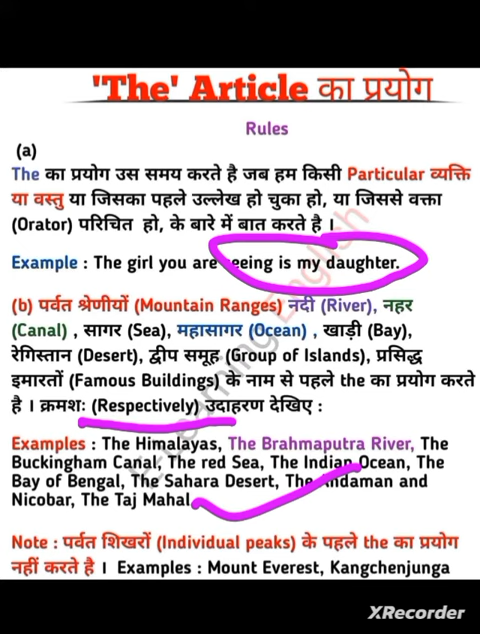 'The' Article का प्रयोग
Rules
(a)
The का प्रयोग उस समय करते है जब हम किसी Particular व्यक्ति
या वस्तु या जिसका पहले उल्लेख हो चुका हो, या जिससे वक्ता
(Orator) परिचित हो, के बारे में बात करते है ।
Example : The girl you are seeing is my daughter.
(b) पर्वत श्रेणीयों (Mountain Ranges) नदी (River), नहर
(Canal) , सागर (Sea), महासागर (Ocean) , खाड़ी (Bay),
रेगिस्तान (Desert), द्वीप समूह (Group of Islands), प्रसिद्ध
इमारतों (Famous Buildings) के नाम से पहले the का प्रयोग करते
है । क्रमशः (Respectively) उदाहरण देखिए :
Examples : The Himalayas, The Brahmaputra River, The
Buckingham Canal, The red Sea, The Indian Ocean, The
Bay of Bengal, The Sahara Desert, The Andaman and
Nicobar, The Taj Mahal
Note : पर्वत शिखरों (Individual peaks) के पहले the का प्रयोग
नहीं करते है । Examples : Mount Everest, Kangchenjunga
E-Learning English
XRecorder